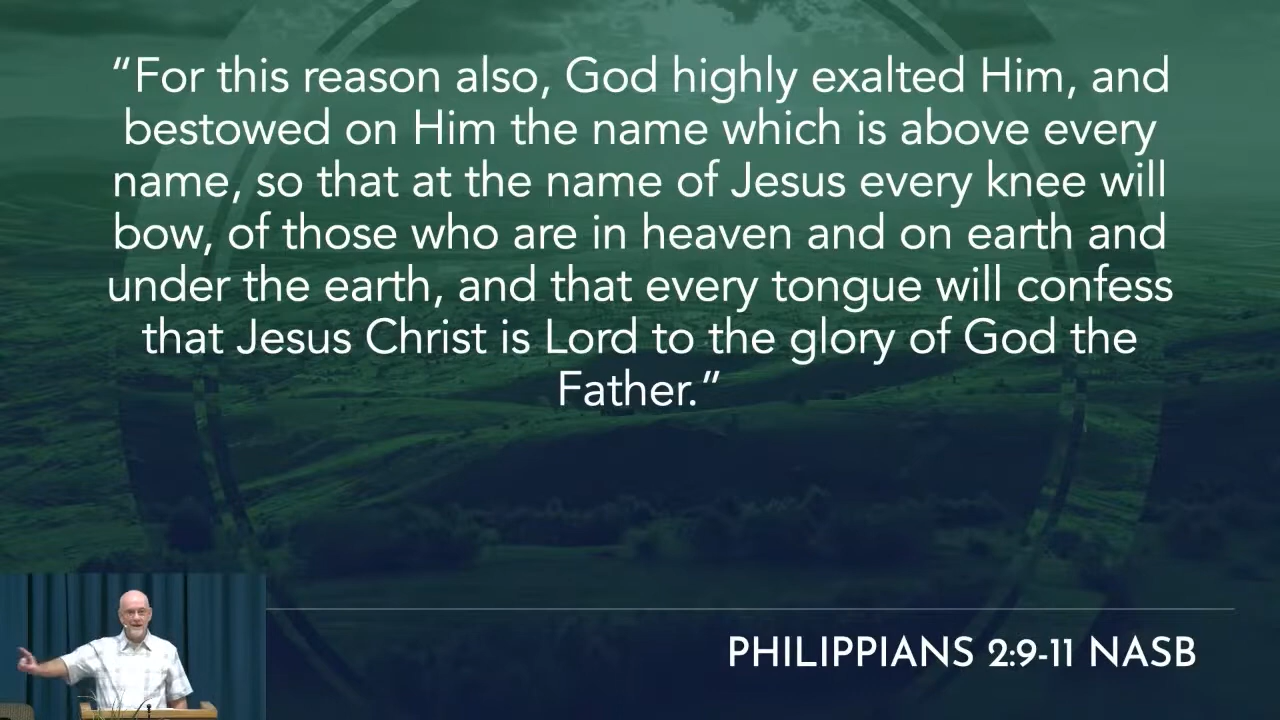 “For this reason also, God highly exalted Him, and
bestowed on Him the name which is above every
name, so that at the name of Jesus every knee will
bow, of those who are in heaven and on earth and
under the earth, and that every tongue will confess
that Jesus Christ is Lord to the glory of God the
Father.”
PHILIPPIANS 2:9-11 NASB